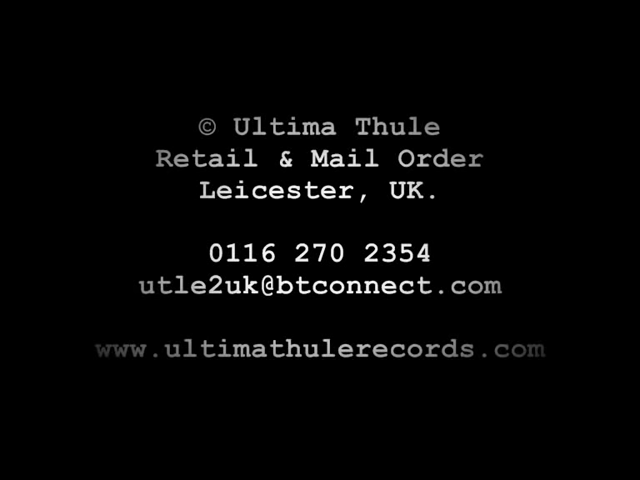 © Ultima Thule
Retail & Mail Order
Leicester, UK.
0116 270 2354
utle2uk@btconnect.com
www.ultimathulerecords.com